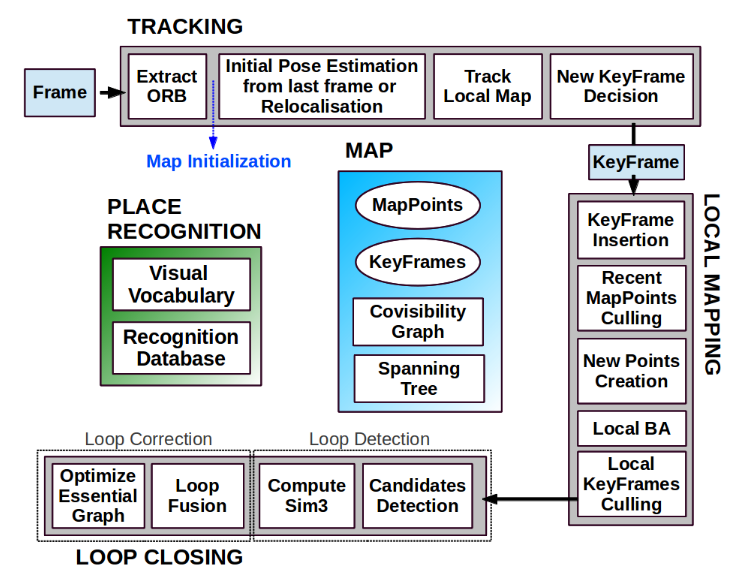 TRACKING
Frame
Extract
ORB
Initial Pose Estimation
from last frame or
Relocalisation
Track
Local Map
New KeyFrame
Decision
Map Initialization
MAP
KeyFrame
MapPoints
KeyFrames
Covisibility
Graph
Spanning
Tree
PLACE
RECOGNITION
Visual
Vocabulary
Recognition
Database
LOCAL MAPPING
KeyFrame
Insertion
Recent
MapPoints
Culling
New Points
Creation
Local BA
Local
KeyFrames
Culling
Loop Correction
Loop Detection
Optimize
Essential
Graph
Loop
Fusion
Compute
Sim3
Candidates
Detection
LOOP CLOSING